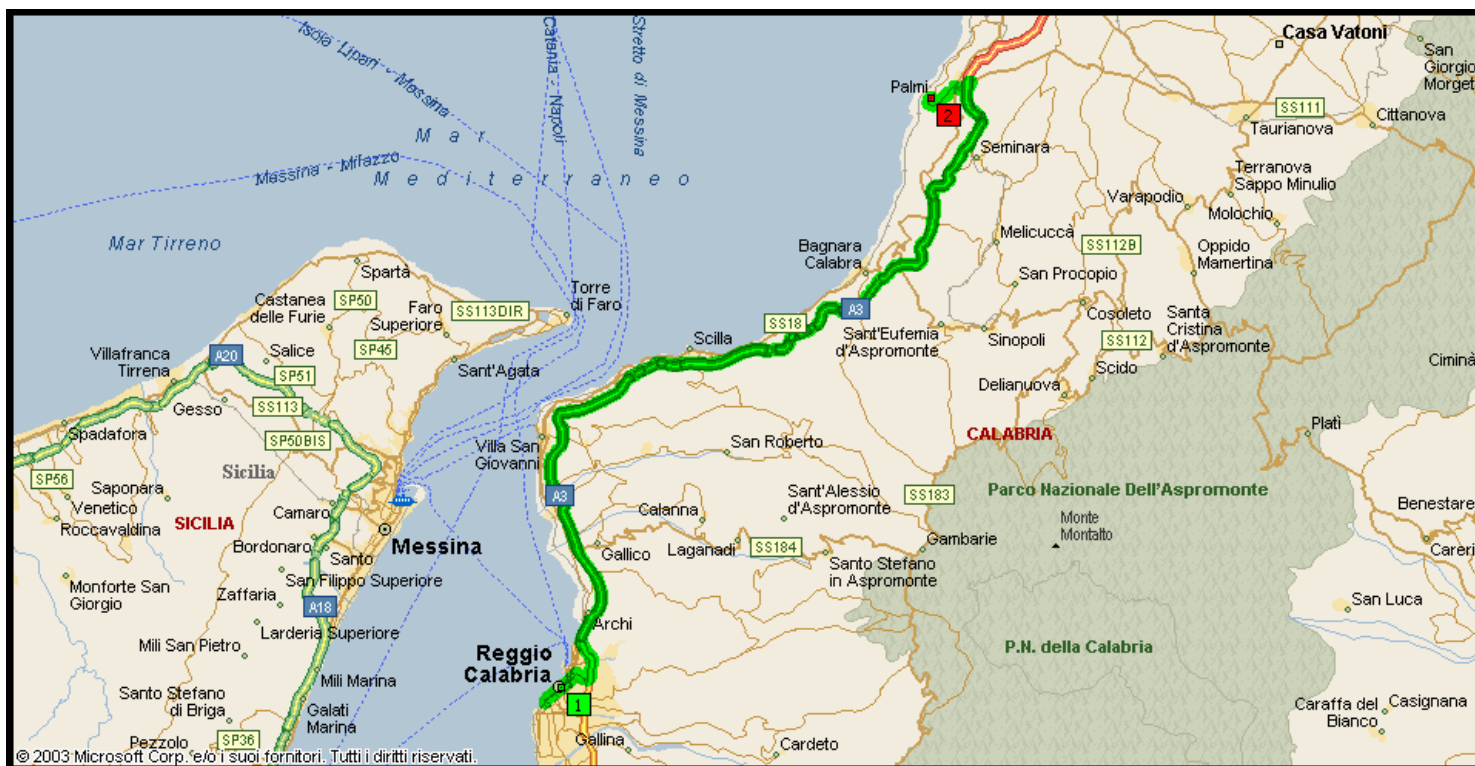 Isola Lipari - Messina
Catania - Napoli
Stretto di Messina
Casa Vatoni
San
Giorgio
Morget
Palmi
2
SS111
Taurianova
Cittanova
Mar
Mediterraneo
Messina - Milazzo
Seminara
Terranova
Sappo Minulio
Varapodio
Molochio
Mar Tirreno
Melicuccà
SS112B
Oppido
Mamertina
Bagnara
Calabra
Spartà
San Procopio
Castanea
delle Furie
SP50
Faro
Superiore
SS113DIR
Torre
di Faro
SS18
A3
Sant'Eufemia
d'Aspromonte
Cosoleto
Santa
Cristina
d'Aspromonte
Sinopoli
SS112
Scilla
Villafranca
Tirrena
A20
Salice
SP45
SP51
Sant'Agata
Delianuova
Scido
Ciminà
Gesso
SS113
SP50BIS
Spadafora
Villa San
Giovanni
San Roberto
CALABRIA
Platì
SP56
Sicilia
Saponara
Venetico
Roccavaldina
SICILIA
Camaro
A3
Calanna
Sant'Alessio
d'Aspromonte
SS183
Parco Nazionale Dell'Aspromonte
Monte
Montalto
Benestare
Careri
Bordonaro
Messina
Santo
Gallico
Laganadi
SS184
Gambarie
Santo Stefano
in Aspromonte
San Filippo Superiore
Monforte San
Giorgio
Zaffaria
A18
San Luca
Larderia Superiore
Archi
Mili San Pietro
Reggio
Calabria
P.N. della Calabria
Mili Marina
1
Santo Stefano
di Briga
Galati
Marina
Caraffa del
Bianco
Casignana
Pezzolo
SP36
Gallina
Cardeto
© 2003 Microsoft Corp. e/o i suoi fornitori. Tutti i diritti riservati.